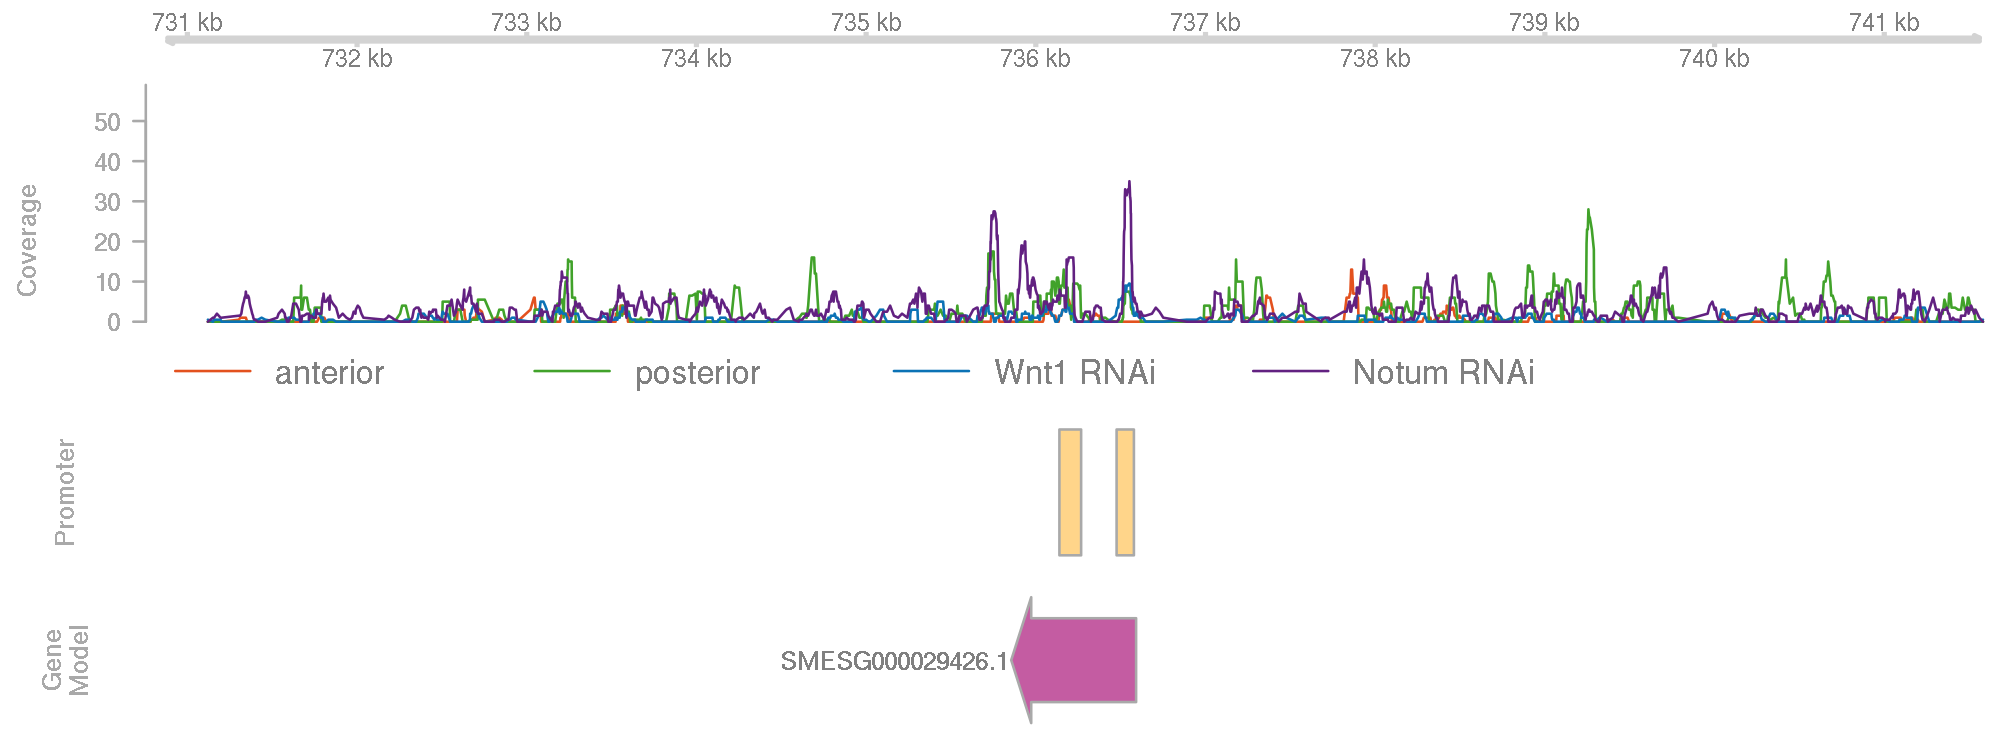 731 kb 733 kb 735 kb 737 kb 739 kb 741 kb
732 kb 734 kb 736 kb 738 kb 740 kb
Coverage
50
40
30
20
10
0
anterior posterior Wnt1 RNAi Notum RNAi
Promoter
Gene
Model
SMESG000029426.1